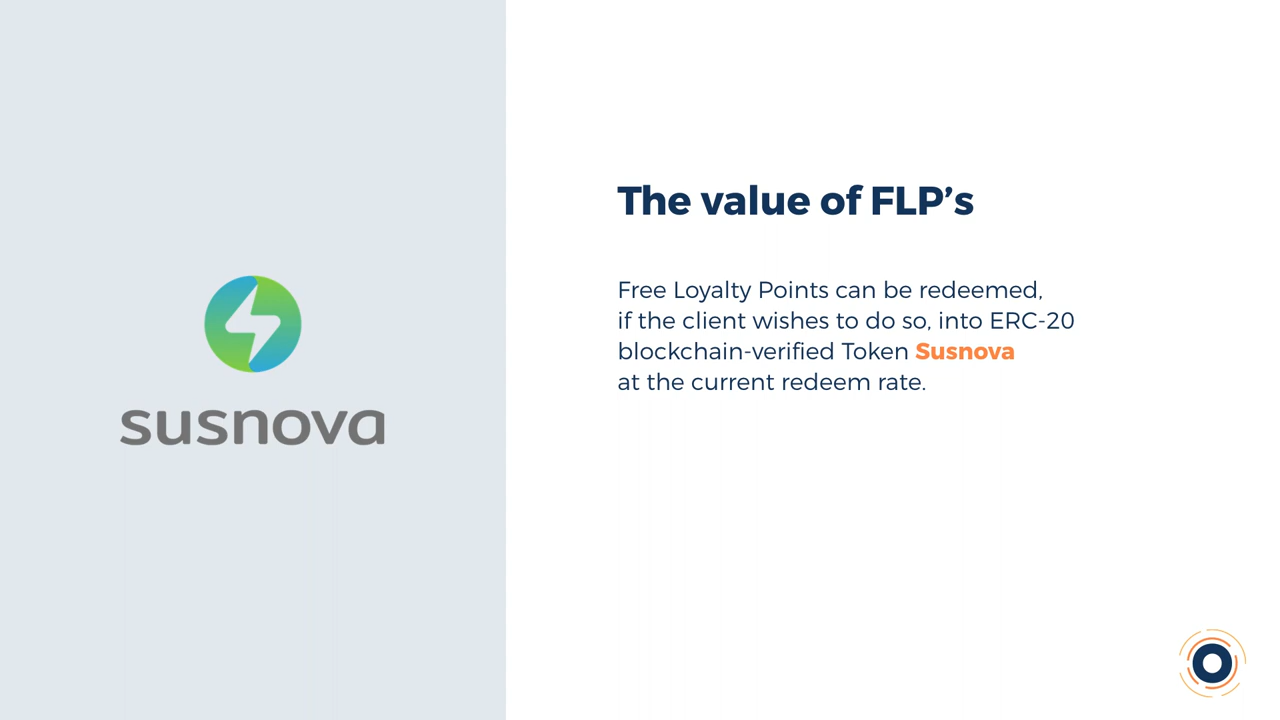 susnova
The value of FLP’s
Free Loyalty Points can be redeemed,
if the client wishes to do so, into ERC-20
blockchain-verified Token Susnova
at the current redeem rate.